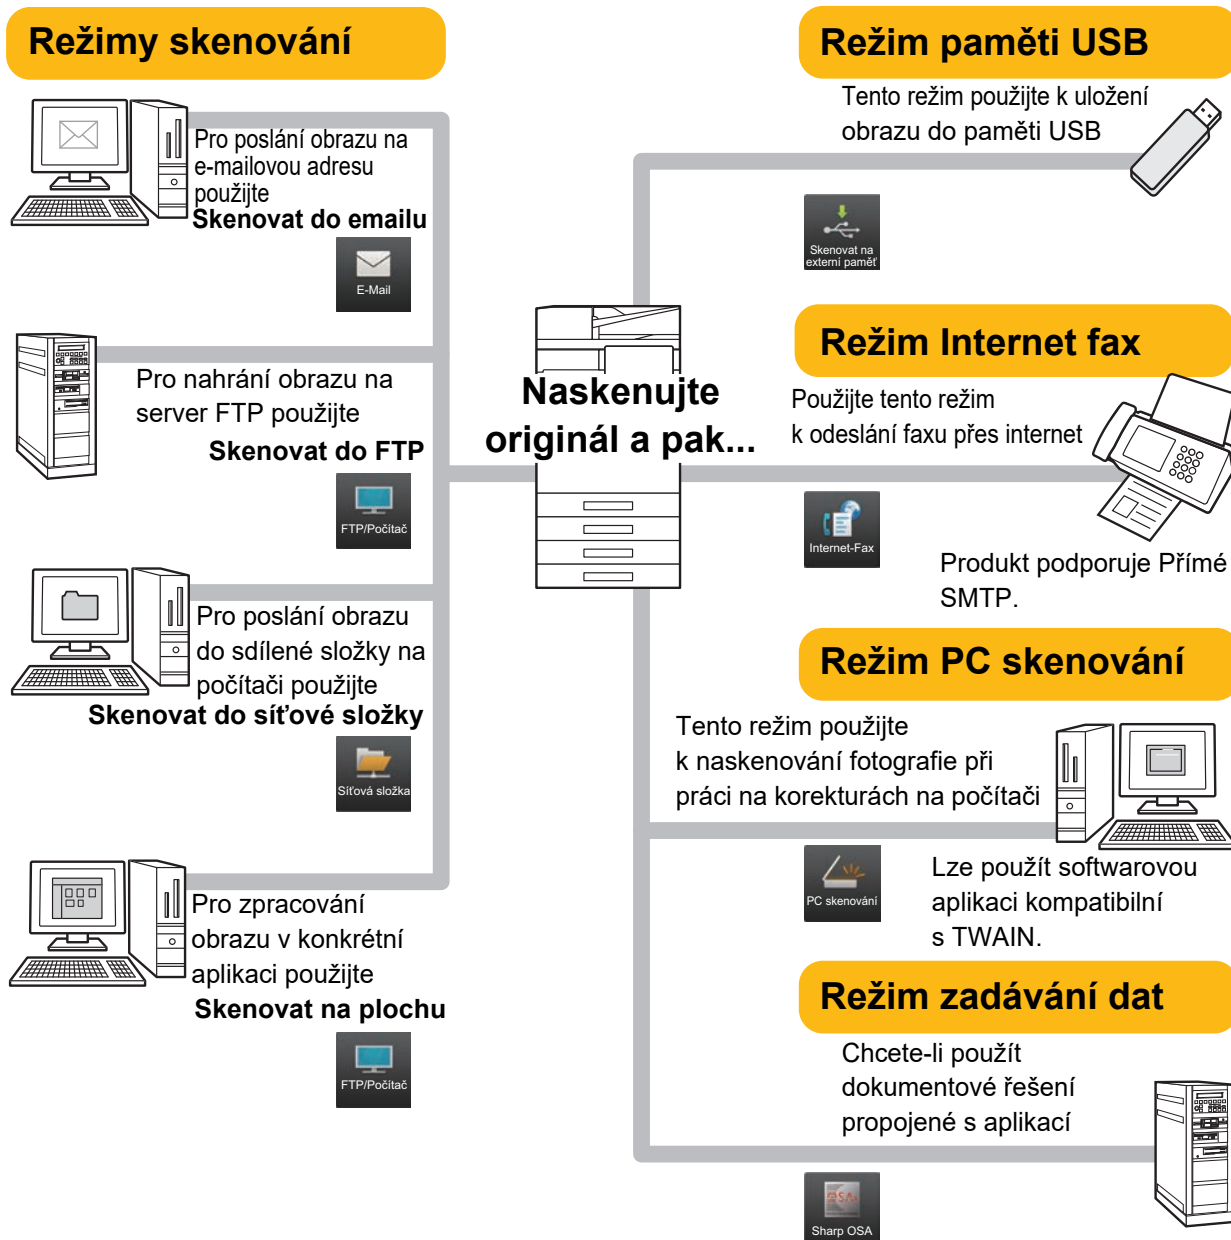 Režimy skenování
Pro poslání obrazu na
e-mailovou adresu
použijte
Skenovat do emailu
E-Mail
Pro nahrání obrazu na
server FTP použijte
Skenovat do FTP
FTP/Počítač
Pro poslání obrazu
do sdílené složky na
počítači použijte
Skenovat do síťové složky
Síťová složka
Pro zpracování
obrazu v konkrétní
aplikaci použijte
Skenovat na plochu
FTP/Počítač
Naskenujte
originál a pak...
Režim paměti USB
Tento režim použijte k uložení
obrazu do paměti USB
Skenovat na
externí paměť
Režim Internet fax
Použijte tento režim
k odeslání faxu přes internet
Internet-Fax
Produkt podporuje Přímé
SMTP.
Režim PC skenování
Tento režim použijte
k naskenování fotografie při
práci na korekturách na počítači
PC skenování
Lze použít softwarovou
aplikaci kompatibilní
s TWAIN.
Režim zadávání dat
Chcete-li použít
dokumentové řešení
propojené s aplikací
OSA
Sharp OSA